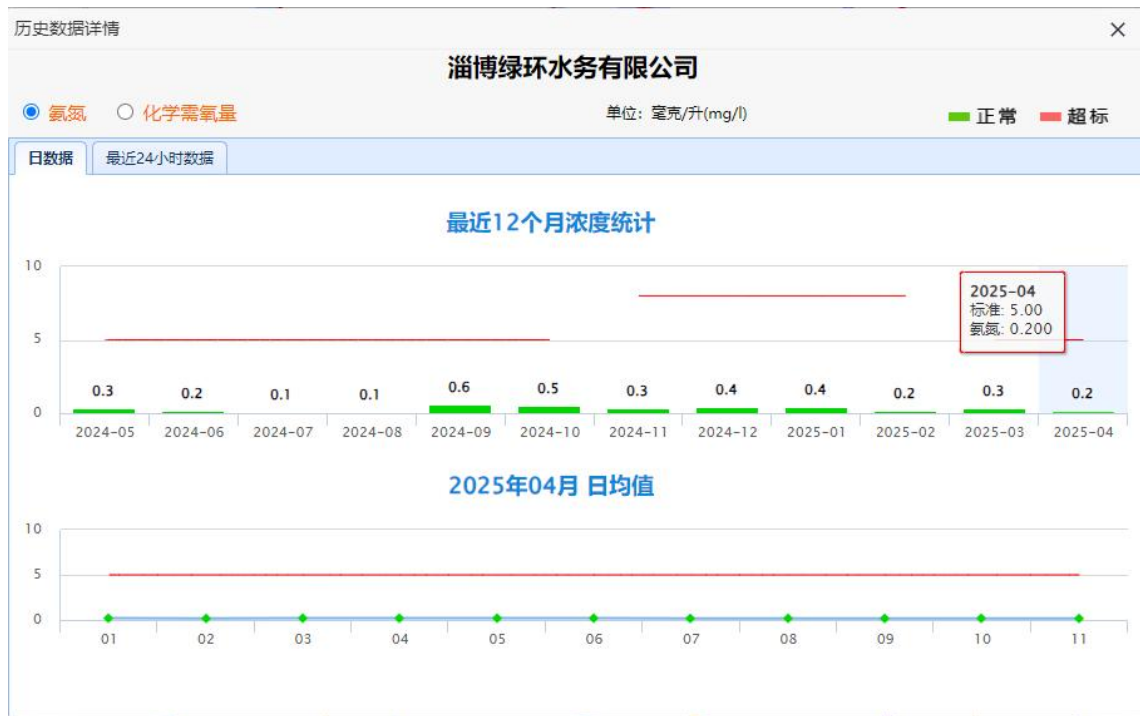 历史数据详情
×
淄博绿环水务有限公司
氨氮 化学需氧量 单位：毫克/升(mg/l) 正常 超标
日数据 最近24小时数据
最近12个月浓度统计
10
2025-04
标准: 5.00
氨氮: 0.200
5
0.3 0.2 0.1 0.1 0.6 0.5 0.3 0.4 0.4 0.2 0.3 0.2
0
2024-05 2024-06 2024-07 2024-08 2024-09 2024-10 2024-11 2024-12 2025-01 2025-02 2025-03 2025-04
2025年04月 日均值
10
5
0
01 02 03 04 05 06 07 08 09 10 11